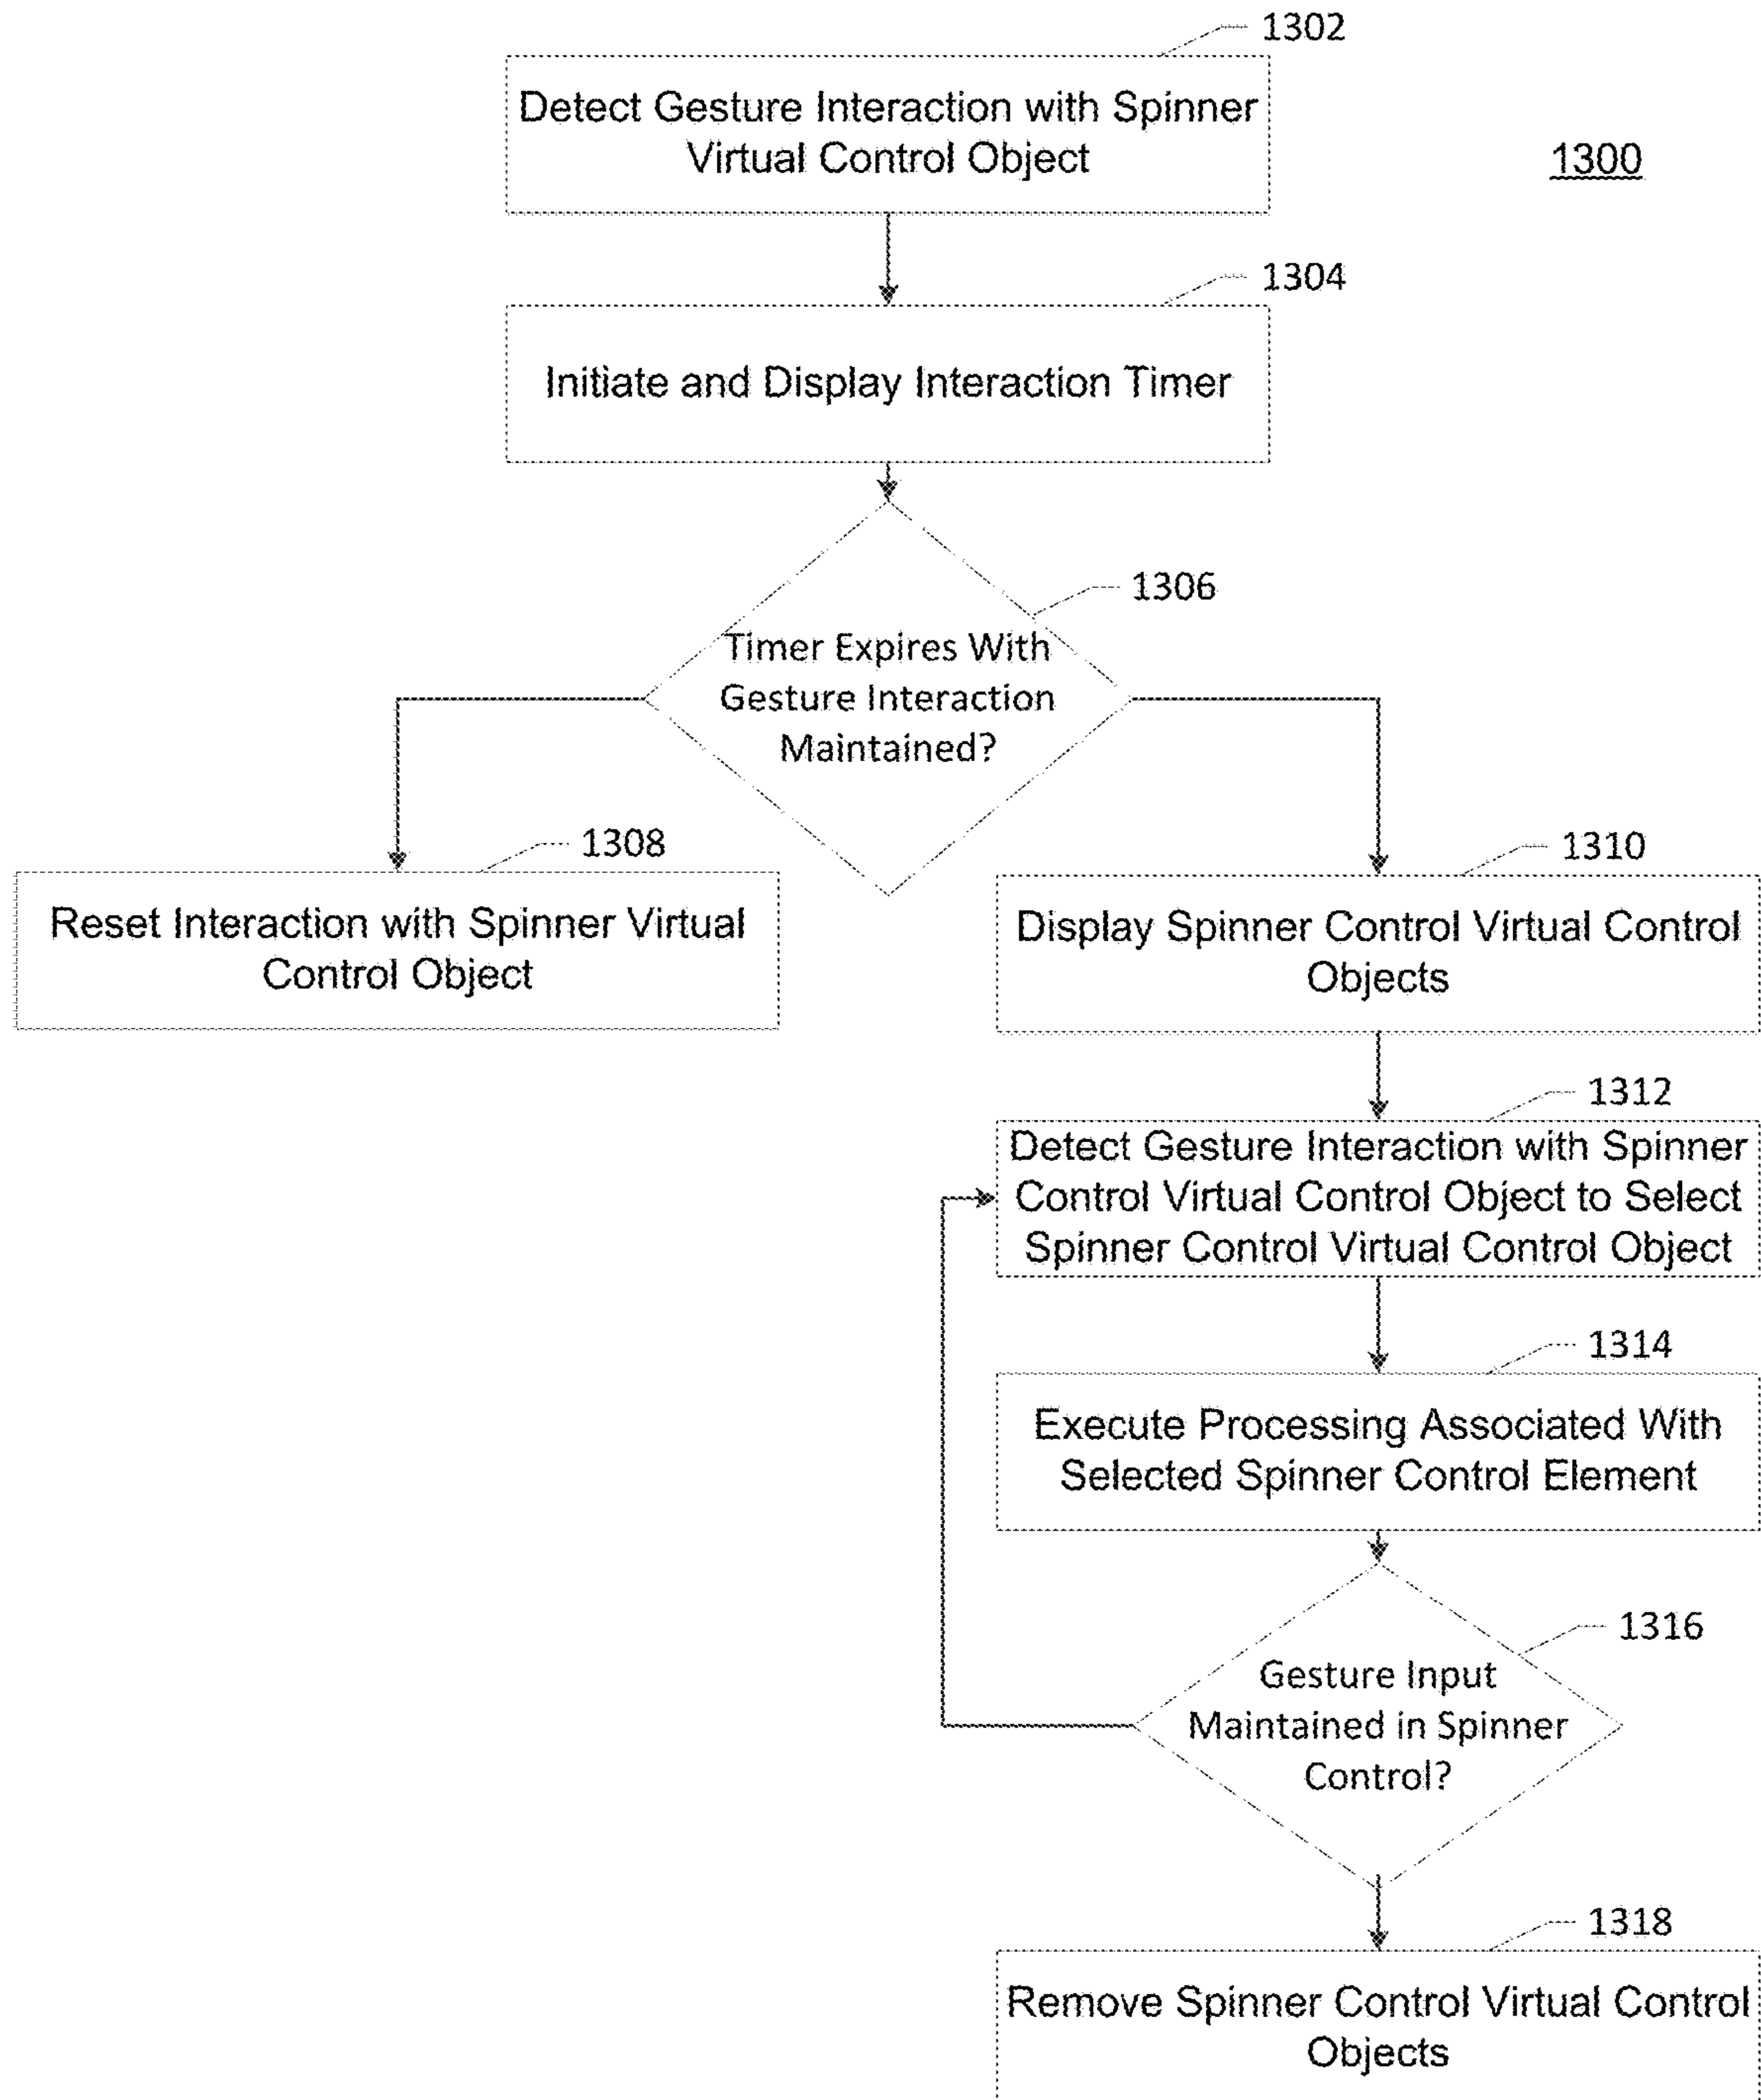 1302
Detect Gesture Interaction with Spinner
Virtual Control Object
1300
1304
Initiate and Display Interaction Timer
1306
Timer Expires With
Gesture Interaction
Maintained?
1308
Reset Interaction with Spinner Virtual
Control Object
1310
Display Spinner Control Virtual Control
Objects
1312
Detect Gesture Interaction with Spinner
Control Virtual Control Object to Select
Spinner Control Virtual Control Object
1314
Execute Processing Associated With
Selected Spinner Control Element
1316
Gesture Input
Maintained in Spinner
Control?
1318
Remove Spinner Control Virtual Control
Objects